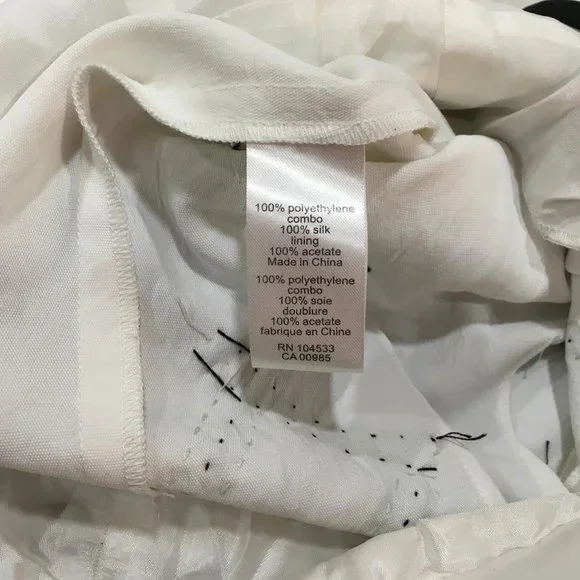 100% polyethylene
combo
100% silk
lining
100% acetate
Made in China
100% polyethylene
combo
100% soie
doublure
100% acetate
fabrique en Chine
RN 104533
CA 00985